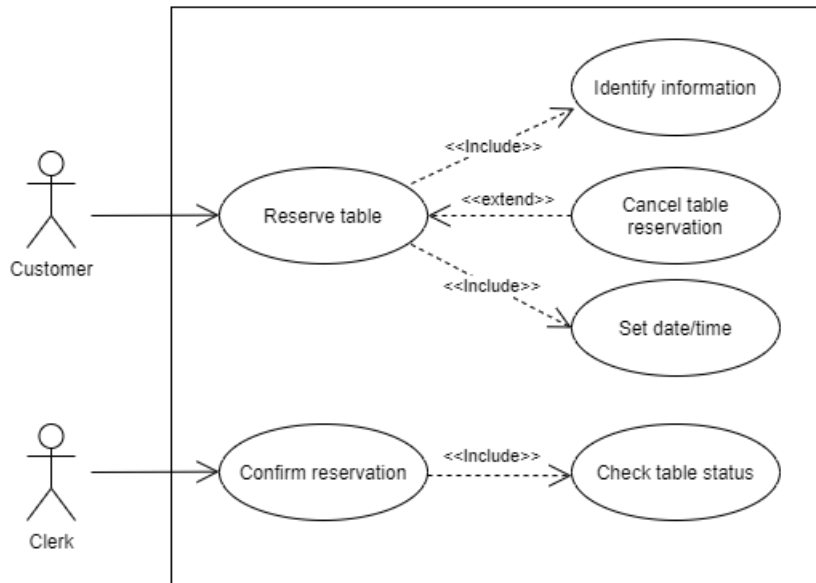 Identify information
<<Include>>
Reserve table
<<extend>>
Cancel table
reservation
Customer
<<Include>>
Set date/time
Confirm reservation
<<Include>>
Check table status
Clerk